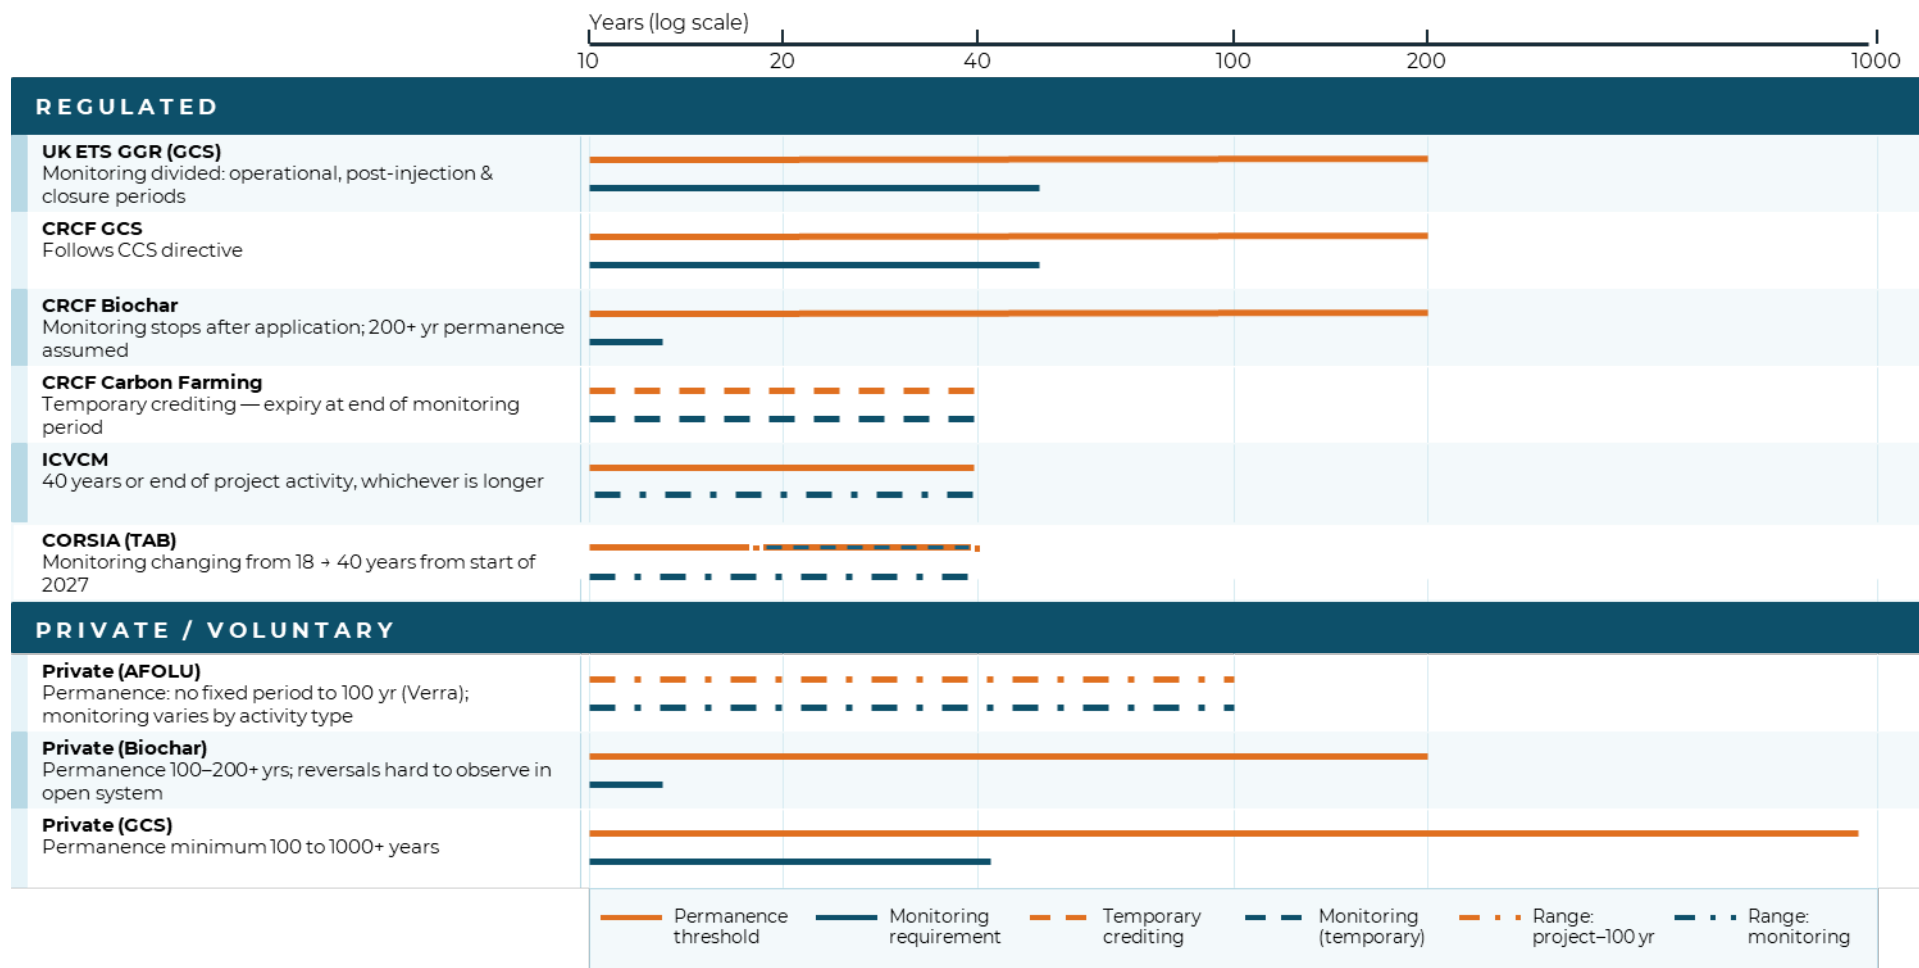 Years (log scale)
10 20 40 100 200 1000
REGULATED
UK ETS GGR (GCS)
Monitoring divided: operational, post-injection &
closure periods
CRCF GCS
Follows CCS directive
CRCF Biochar
Monitoring stops after application; 200+ yr permanence
assumed
CRCF Carbon Farming
Temporary crediting — expiry at end of monitoring
period
ICVCM
40 years or end of project activity, whichever is longer
CORSIA (TAB)
Monitoring changing from 18 → 40 years from start of
2027
PRIVATE / VOLUNTARY
Private (AFOLU)
Permanence: no fixed period to 100 yr (Verra);
monitoring varies by activity type
Private (Biochar)
Permanence 100–200+ yrs; reversals hard to observe in
open system
Private (GCS)
Permanence minimum 100 to 1000+ years
Permanence
threshold
Monitoring
requirement
Temporary
crediting
Monitoring
(temporary)
Range:
project–100 yr
Range:
monitoring